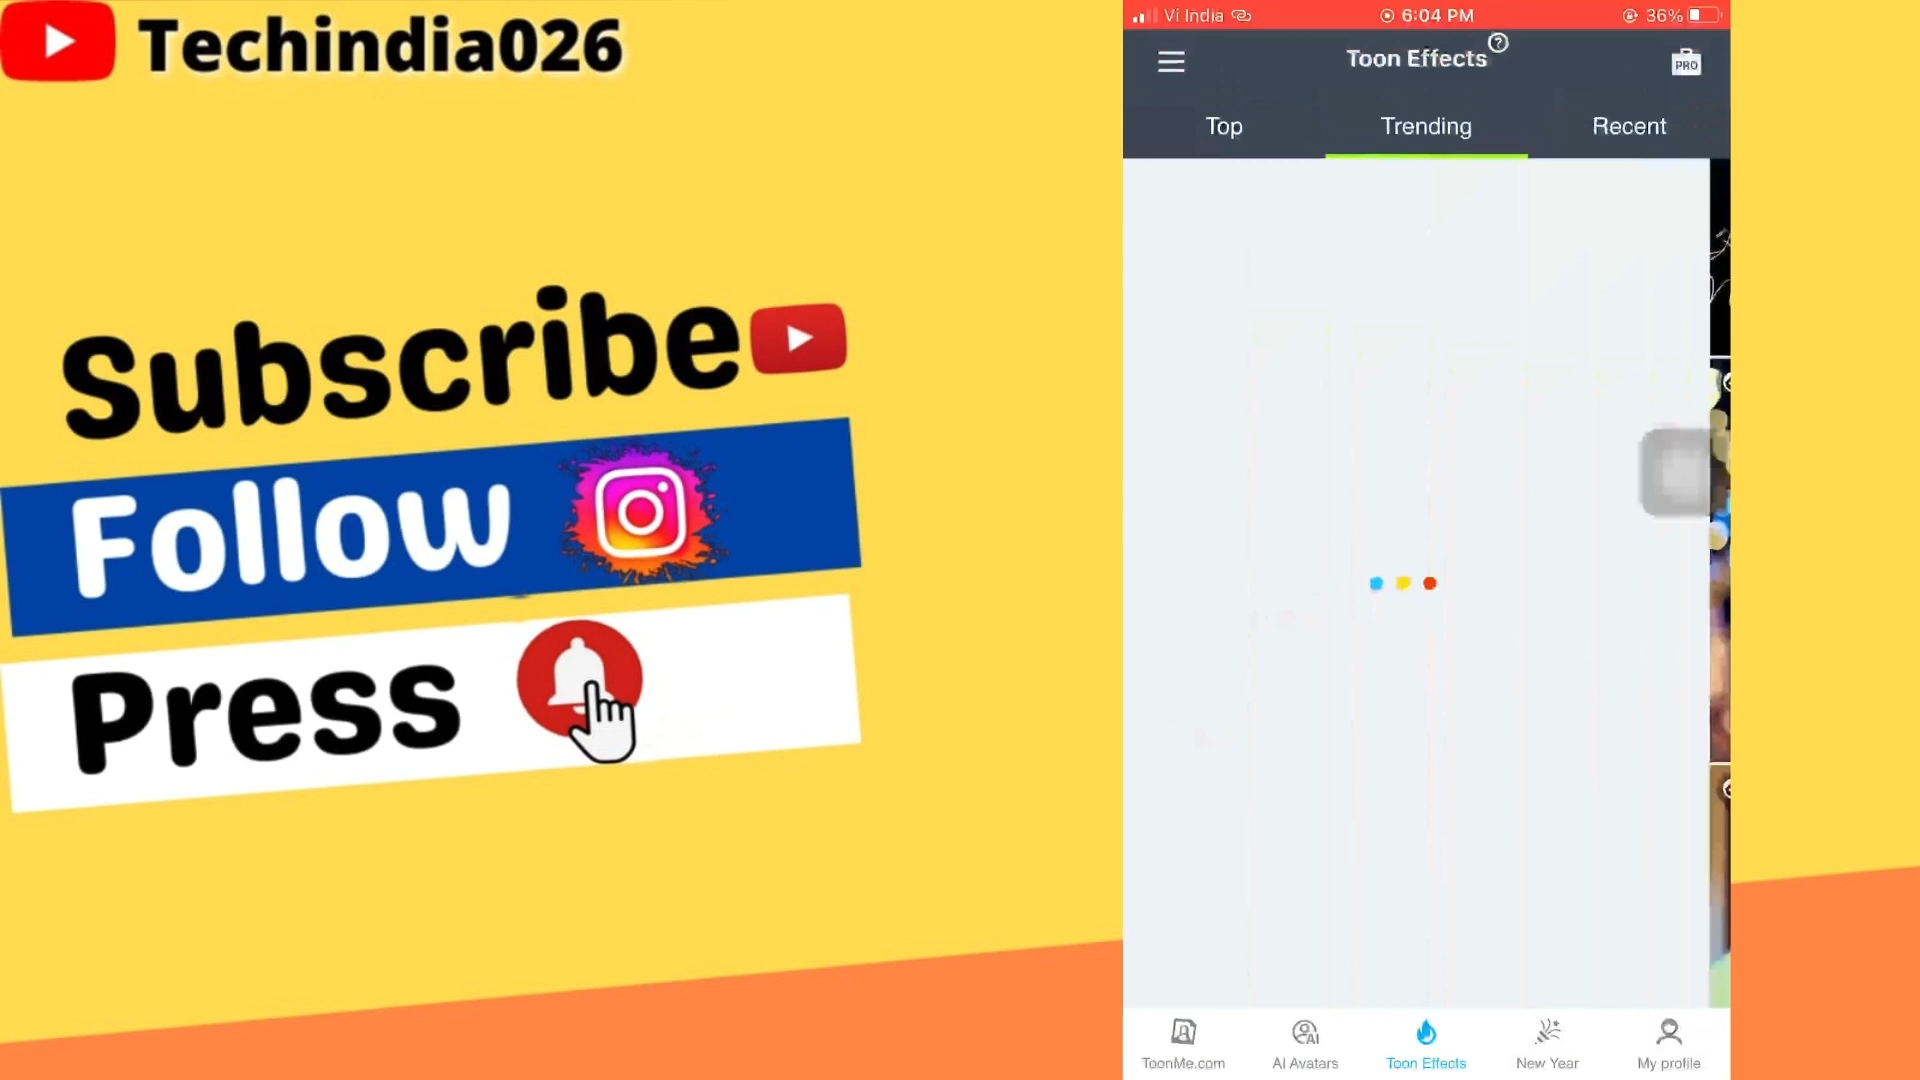 Techindia026
Subscribe
Follow
Press
Vi India
6:04 PM
36%
Toon Effects
?
PRO
Top
Trending
Recent
ToonMe.com
AI
AI Avatars
Toon Effects
New Year
My profile